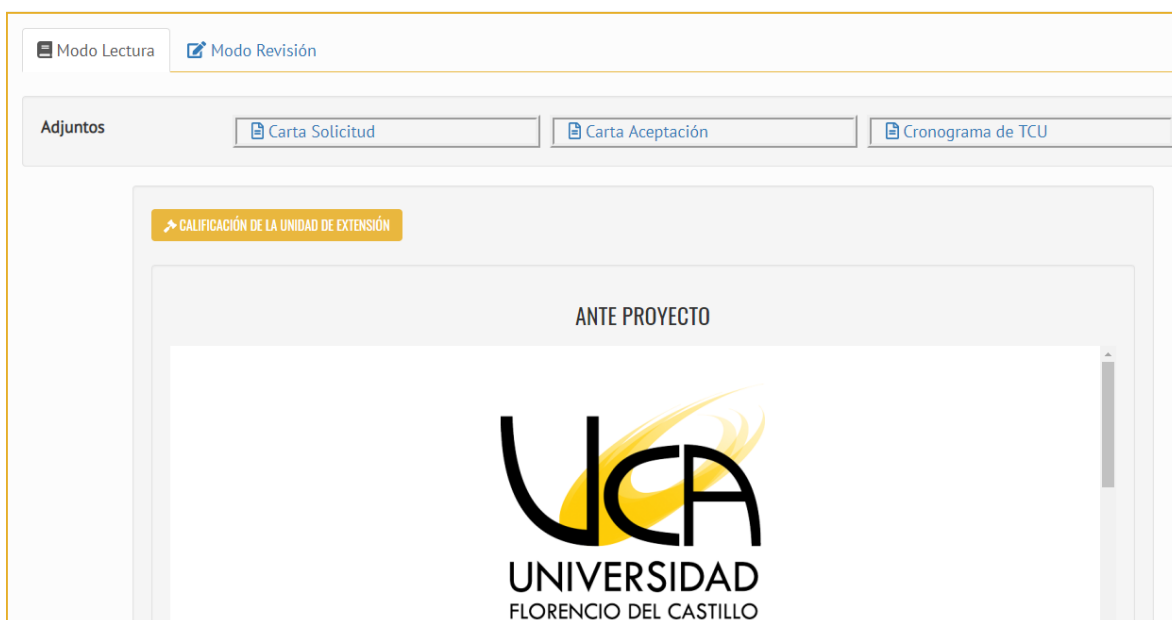 Modo Lectura
Modo Revisión
Adjuntos
Carta Solicitud
Carta Aceptación
Cronograma de TCU
CALIFICACIÓN DE LA UNIDAD DE EXTENSIÓN
ANTE PROYECTO
UCA
UNIVERSIDAD
FLORENCIO DEL CASTILLO